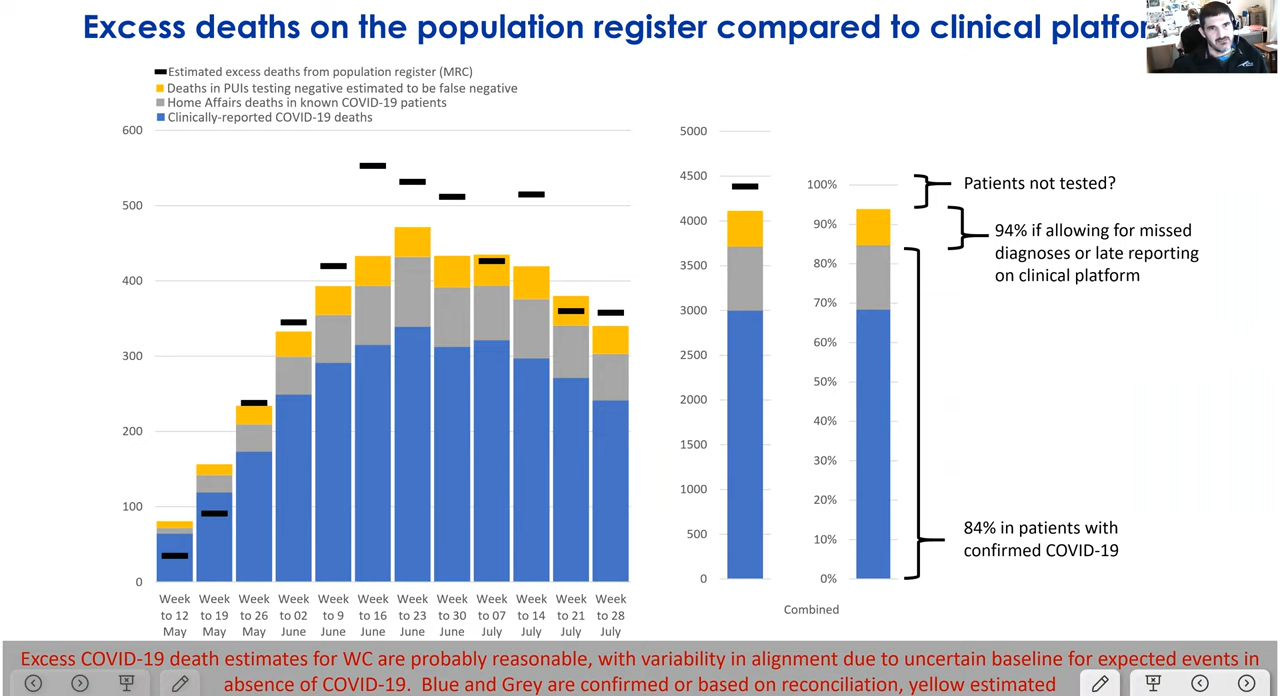 Excess deaths on the population register compared to clinical platfor
Estimated excess deaths from population register (MRC)
Deaths in PUIs testing negative estimated to be false negative
Home Affairs deaths in known COVID-19 patients
Clinically-reported COVID-19 deaths
600
500
400
300
200
100
0
Week to 12 May
Week to 19 May
Week to 26 May
Week to 02 June
Week to 9 June
Week to 16 June
Week to 23 June
Week to 30 June
Week to 07 July
Week to 14 July
Week to 21 July
Week to 28 July
5000
4500
4000
3500
3000
2500
2000
1500
1000
500
0
100%
90%
80%
70%
60%
50%
40%
30%
20%
10%
0%
Combined
Patients not tested?
94% if allowing for missed
diagnoses or late reporting
on clinical platform
84% in patients with
confirmed COVID-19
Excess COVID-19 death estimates for WC are probably reasonable, with variability in alignment due to uncertain baseline for expected events in
absence of COVID-19. Blue and Grey are confirmed or based on reconciliation, yellow estimated